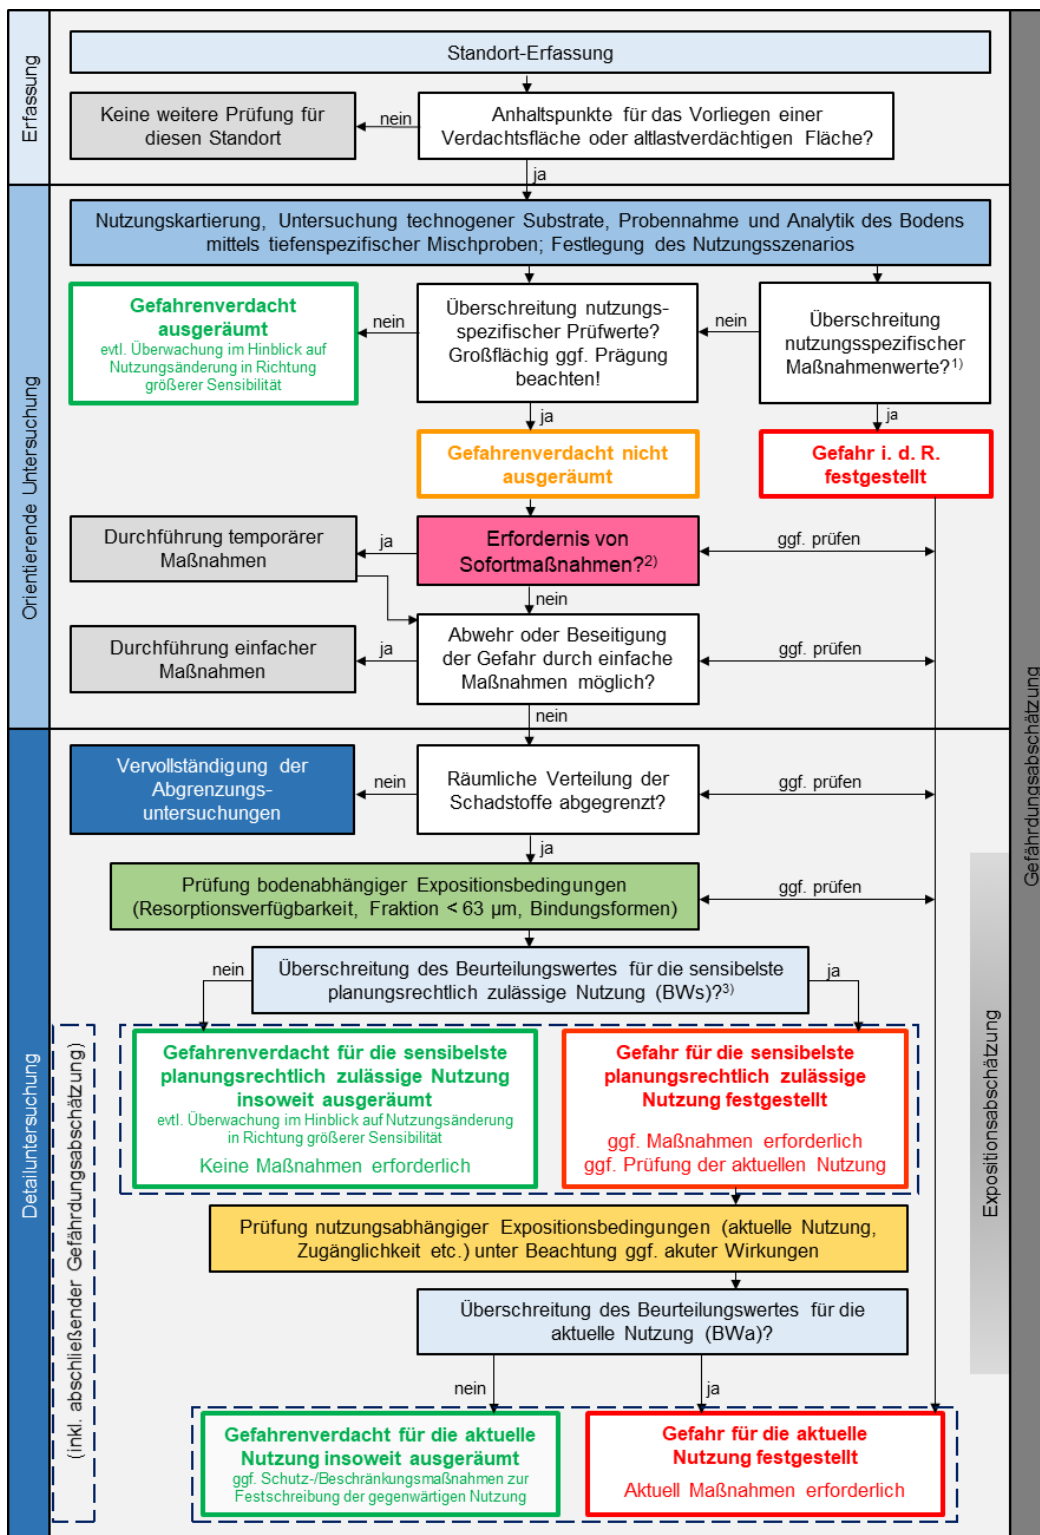 Erfassung
Standort-Erfassung
Keine weitere Prüfung für
diesen Standort
nein
Anhaltspunkte für das Vorliegen einer
Verdachtsfläche oder altlastverdächtigen Fläche?
ja
Orientierende Untersuchung
Nutzungskartierung, Untersuchung technogener Substrate, Probennahme und Analytik des Bodens
mittels tiefenspezifischer Mischproben; Festlegung des Nutzungsszenarios
Gefahrenverdacht
ausgeräumt
evtl. Überwachung im Hinblick auf
Nutzungsänderung in Richtung
größerer Sensibilität
nein
Überschreitung nutzungs-
spezifischer Prüfwerte?
Großflächig ggf. Prägung
beachten!
nein
Überschreitung
nutzungsspezifischer
Maßnahmenwerte?1)
ja
ja
Gefahrenverdacht nicht
ausgeräumt
Gefahr i. d. R.
festgestellt
Durchführung temporärer
Maßnahmen
ja
Erfordernis von
Sofortmaßnahmen?2)
ggf. prüfen
nein
Durchführung einfacher
Maßnahmen
ja
Abwehr oder Beseitigung
der Gefahr durch einfache
Maßnahmen möglich?
ggf. prüfen
nein
Gefährdungsabschätzung
Detailuntersuchung
(inkl. abschließender Gefährdungsabschätzung)
Vervollständigung der
Abgrenzungs-
untersuchungen
nein
Räumliche Verteilung der
Schadstoffe abgegrenzt?
ggf. prüfen
ja
Expositionsabschätzung
Prüfung bodenabhängiger Expositionsbedingungen
(Resorptionsverfügbarkeit, Fraktion < 63 µm, Bindungsformen)
ggf. prüfen
nein
Überschreitung des Beurteilungswertes für die sensibelste
planungsrechtlich zulässige Nutzung (BWs)?3)
ja
Gefahrenverdacht für die sensibelste
planungsrechtlich zulässige Nutzung
insoweit ausgeräumt
evtl. Überwachung im Hinblick auf Nutzungsänderung
in Richtung größerer Sensibilität
Keine Maßnahmen erforderlich
Gefahr für die sensibelste
planungsrechtlich zulässige
Nutzung festgestellt
ggf. Maßnahmen erforderlich
ggf. Prüfung der aktuellen Nutzung
Prüfung nutzungsabhängiger Expositionsbedingungen (aktuelle Nutzung,
Zugänglichkeit etc.) unter Beachtung ggf. akuter Wirkungen
Überschreitung des Beurteilungswertes für die
aktuelle Nutzung (BWa)?
nein
ja
Gefahrenverdacht für die aktuelle
Nutzung insoweit ausgeräumt
ggf. Schutz-/Beschränkungsmaßnahmen zur
Festschreibung der gegenwärtigen Nutzung
Gefahr für die aktuelle
Nutzung festgestellt
Aktuell Maßnahmen erforderlich